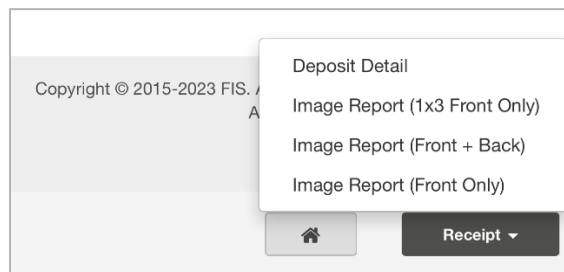 Deposit Detail
Copyright © 2015-2023 FIS. A
Image Report (1x3 Front Only)
A
Image Report (Front + Back)
Image Report (Front Only)
Receipt